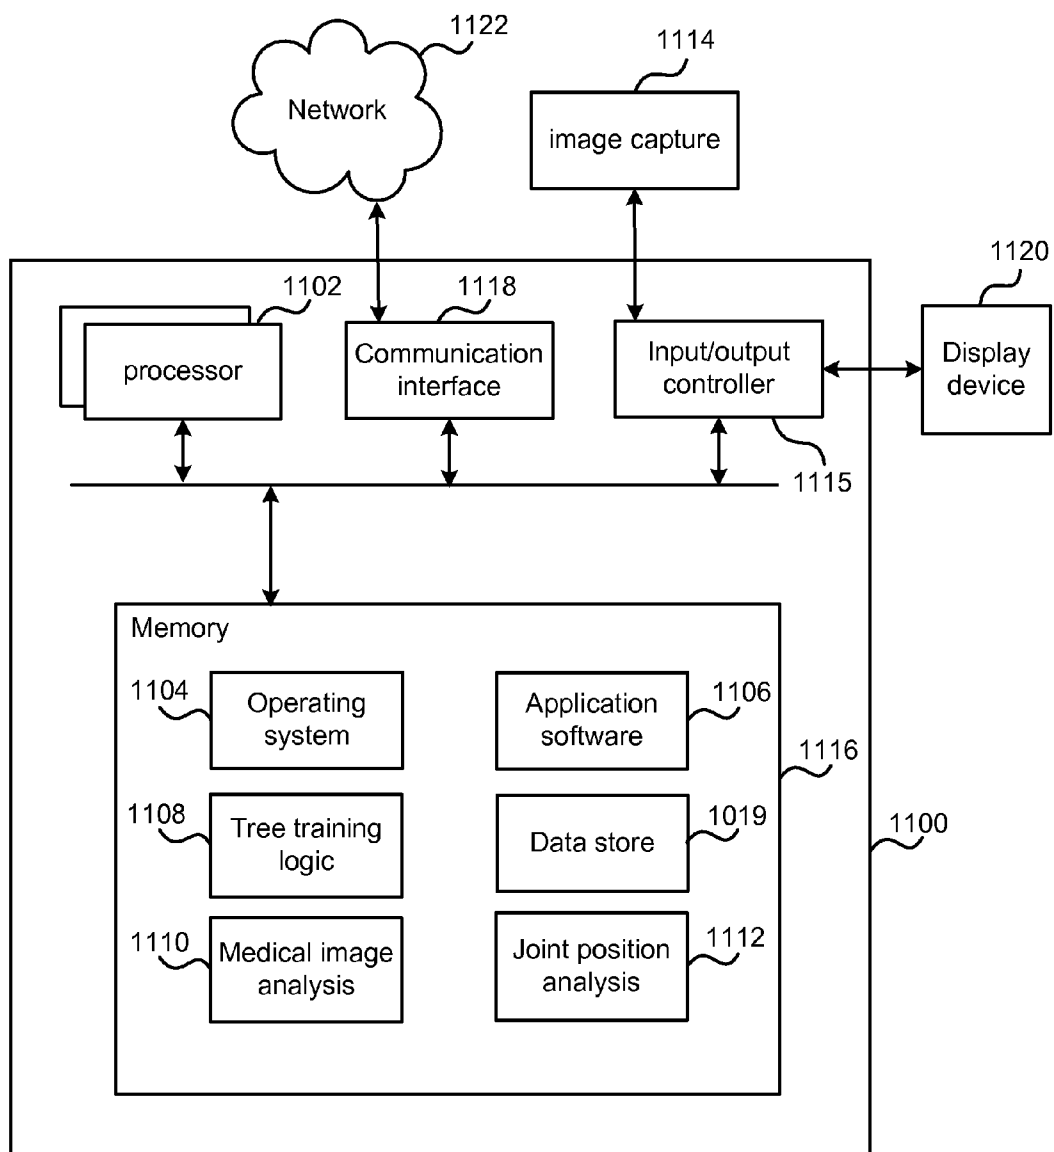 1122
Network
1114
image capture
1120
Display
device
1102
processor
1118
Communication
interface
Input/output
controller
1115
Memory
1104
Operating
system
1106
Application
software
1116
1108
Tree training
logic
1019
Data store
1100
1110
Medical image
analysis
1112
Joint position
analysis